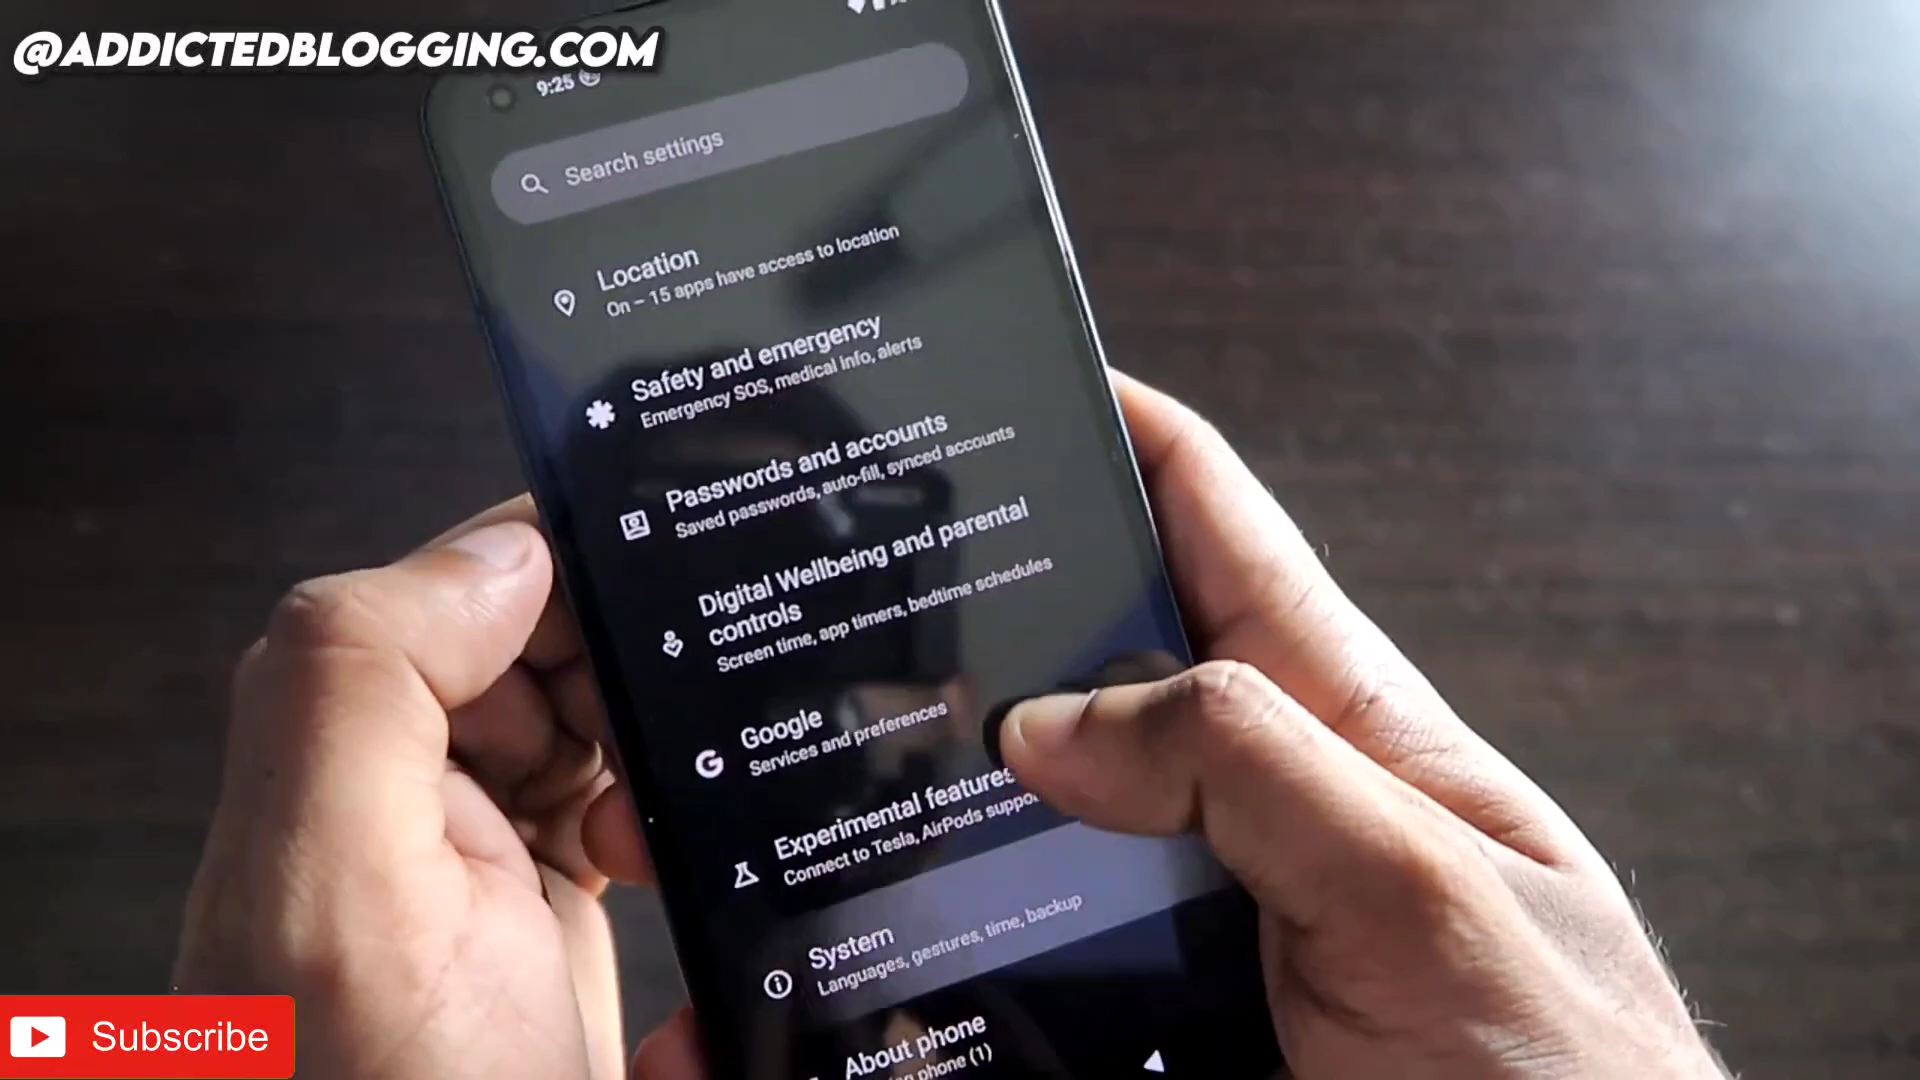 @ADDICTEDBLOGGING.COM
9:25
Search settings
Location
On – 15 apps have access to location
Safety and emergency
Emergency SOS, medical info, alerts
Passwords and accounts
Saved passwords, auto-fill, synced accounts
Digital Wellbeing and parental
controls
Screen time, app timers, bedtime schedules
Google
Services and preferences
Experimental features
Connect to Tesla, AirPods
System
Languages, gestures, time, backup
About phone
phone (1)
Subscribe